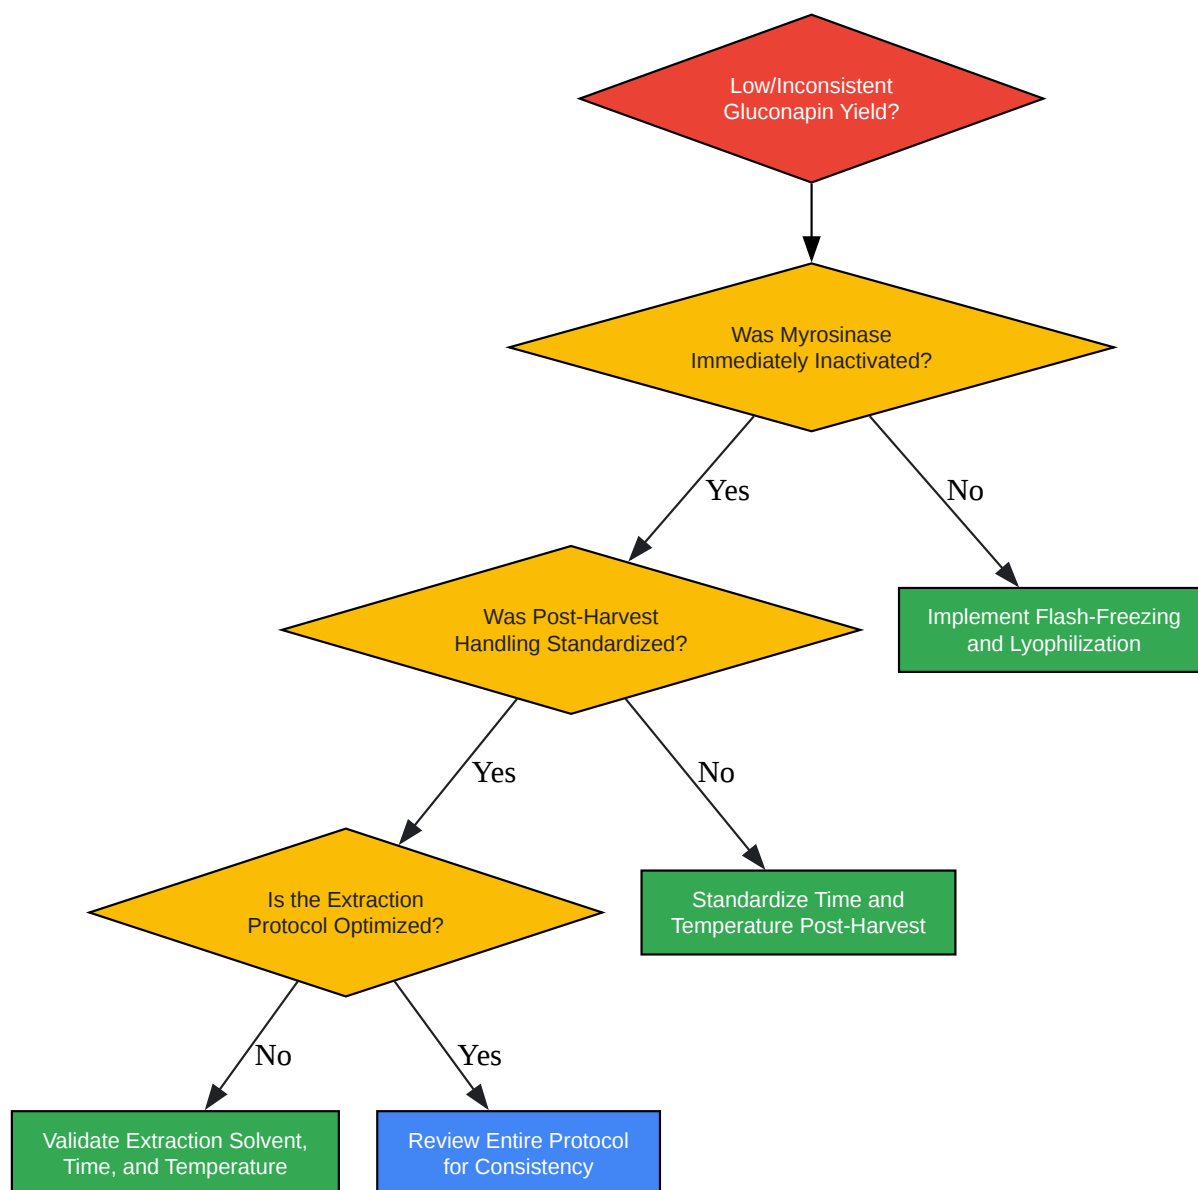 Low/Inconsistent
Gluconapin Yield?
Was Myrosinase
Immediately Inactivated?
Yes
No
Was Post-Harvest
Handling Standardized?
Implement Flash-Freezing
and Lyophilization
Yes
No
Is the Extraction
Protocol Optimized?
Standardize Time and
Temperature Post-Harvest
No
Yes
Validate Extraction Solvent,
Time, and Temperature
Review Entire Protocol
for Consistency